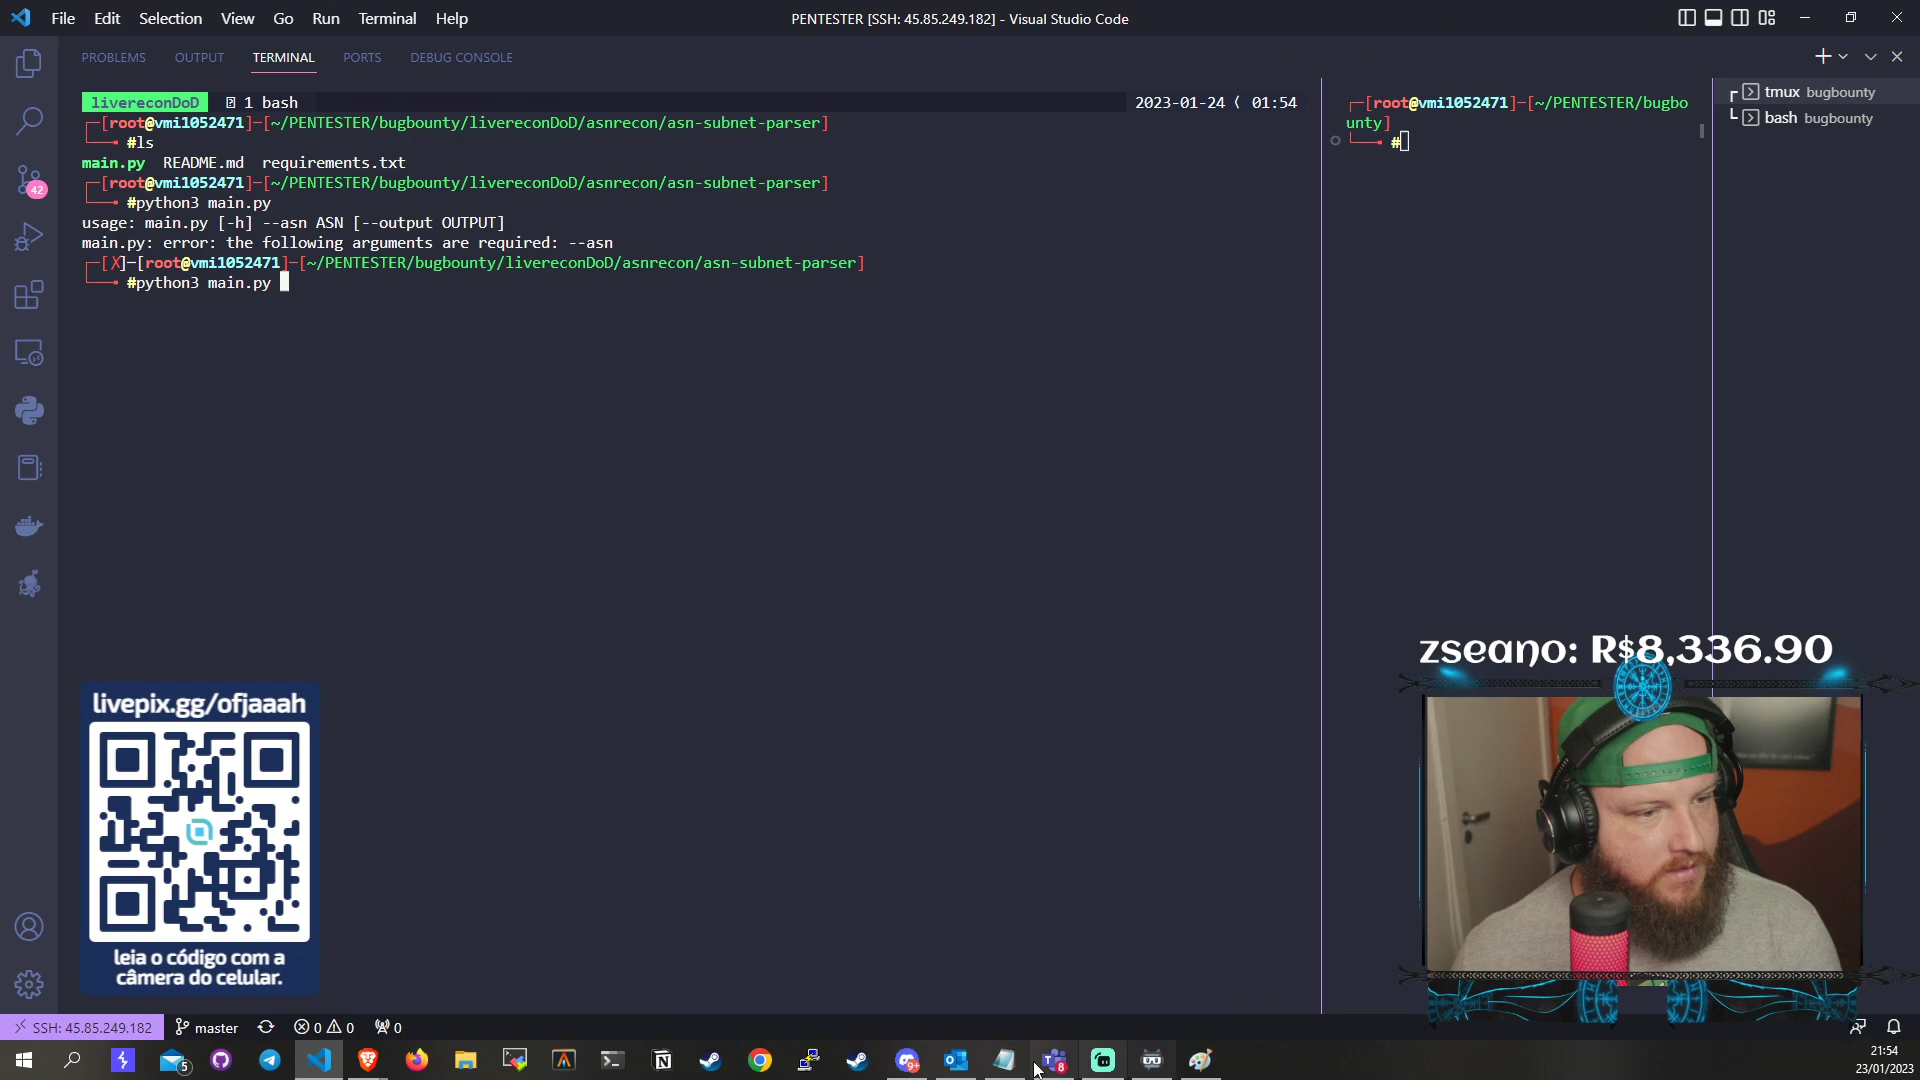 File Edit Selection View Go Run Terminal Help
PENTESTER [SSH: 45.85.249.182] - Visual Studio Code
PROBLEMS OUTPUT TERMINAL PORTS DEBUG CONSOLE
livereconDoD 1 bash 2023-01-24 ⟨ 01:54
┌─[root@vmi1052471]─[~/PENTESTER/bugbounty/livereconDoD/asnrecon/asn-subnet-parser]
└──╼ #ls
main.py README.md requirements.txt
┌─[root@vmi1052471]─[~/PENTESTER/bugbounty/livereconDoD/asnrecon/asn-subnet-parser]
└──╼ #python3 main.py
usage: main.py [-h] --asn ASN [--output OUTPUT]
main.py: error: the following arguments are required: --asn
┌─[✗]─[root@vmi1052471]─[~/PENTESTER/bugbounty/livereconDoD/asnrecon/asn-subnet-parser]
└──╼ #python3 main.py
┌─[root@vmi1052471]─[~/PENTESTER/bugbo
unty]
└──╼ #
tmux bugbounty
bash bugbounty
42
zseano: R$8,336.90
livepix.gg/ofjaaah
leia o código com a
câmera do celular.
SSH: 45.85.249.182 master 0 0 0
5
9+
8
21:54
23/01/2023